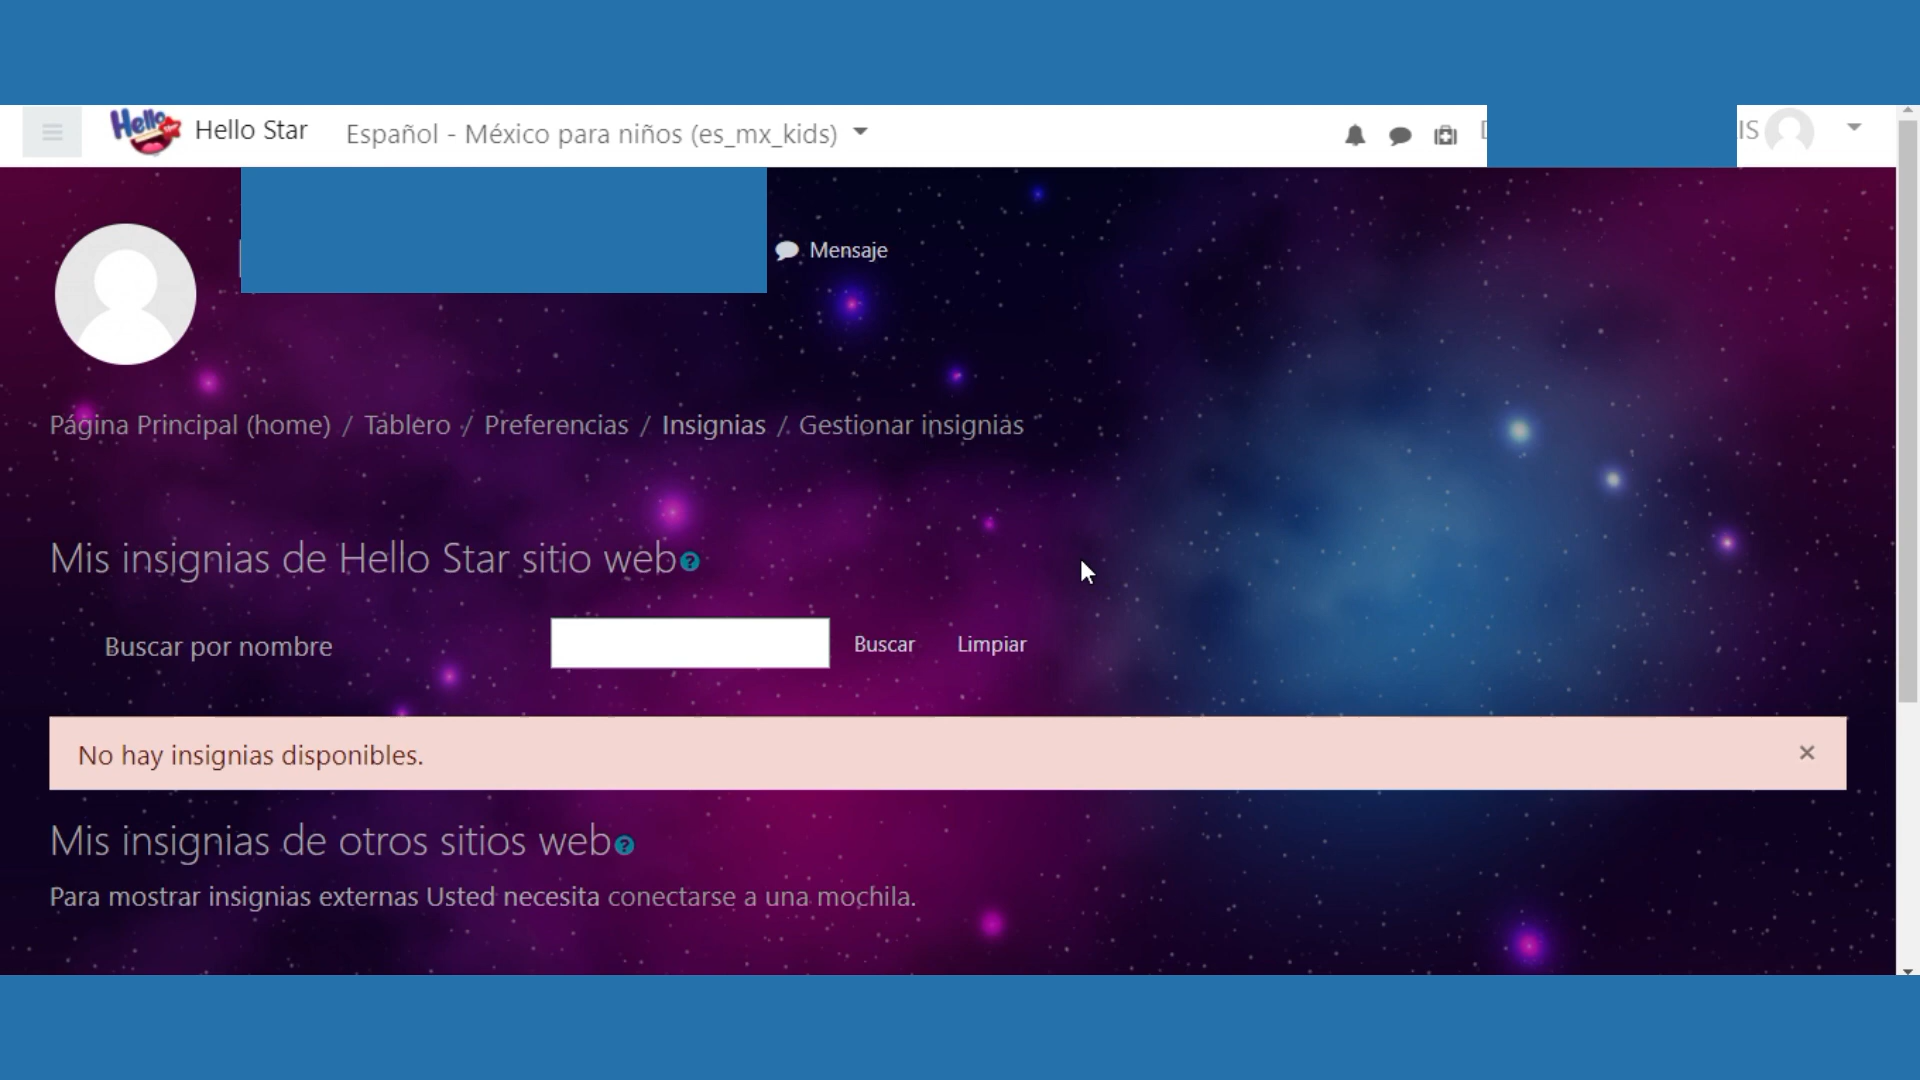 Hello Hello Star Español - México para niños (es_mx_kids) IS
Mensaje
Página Principal (home) / Tablero / Preferencias / Insignias / Gestionar insignias
Mis insignias de Hello Star sitio web?
Buscar por nombre Buscar Limpiar
No hay insignias disponibles. ×
Mis insignias de otros sitios web?
Para mostrar insignias externas Usted necesita conectarse a una mochila.